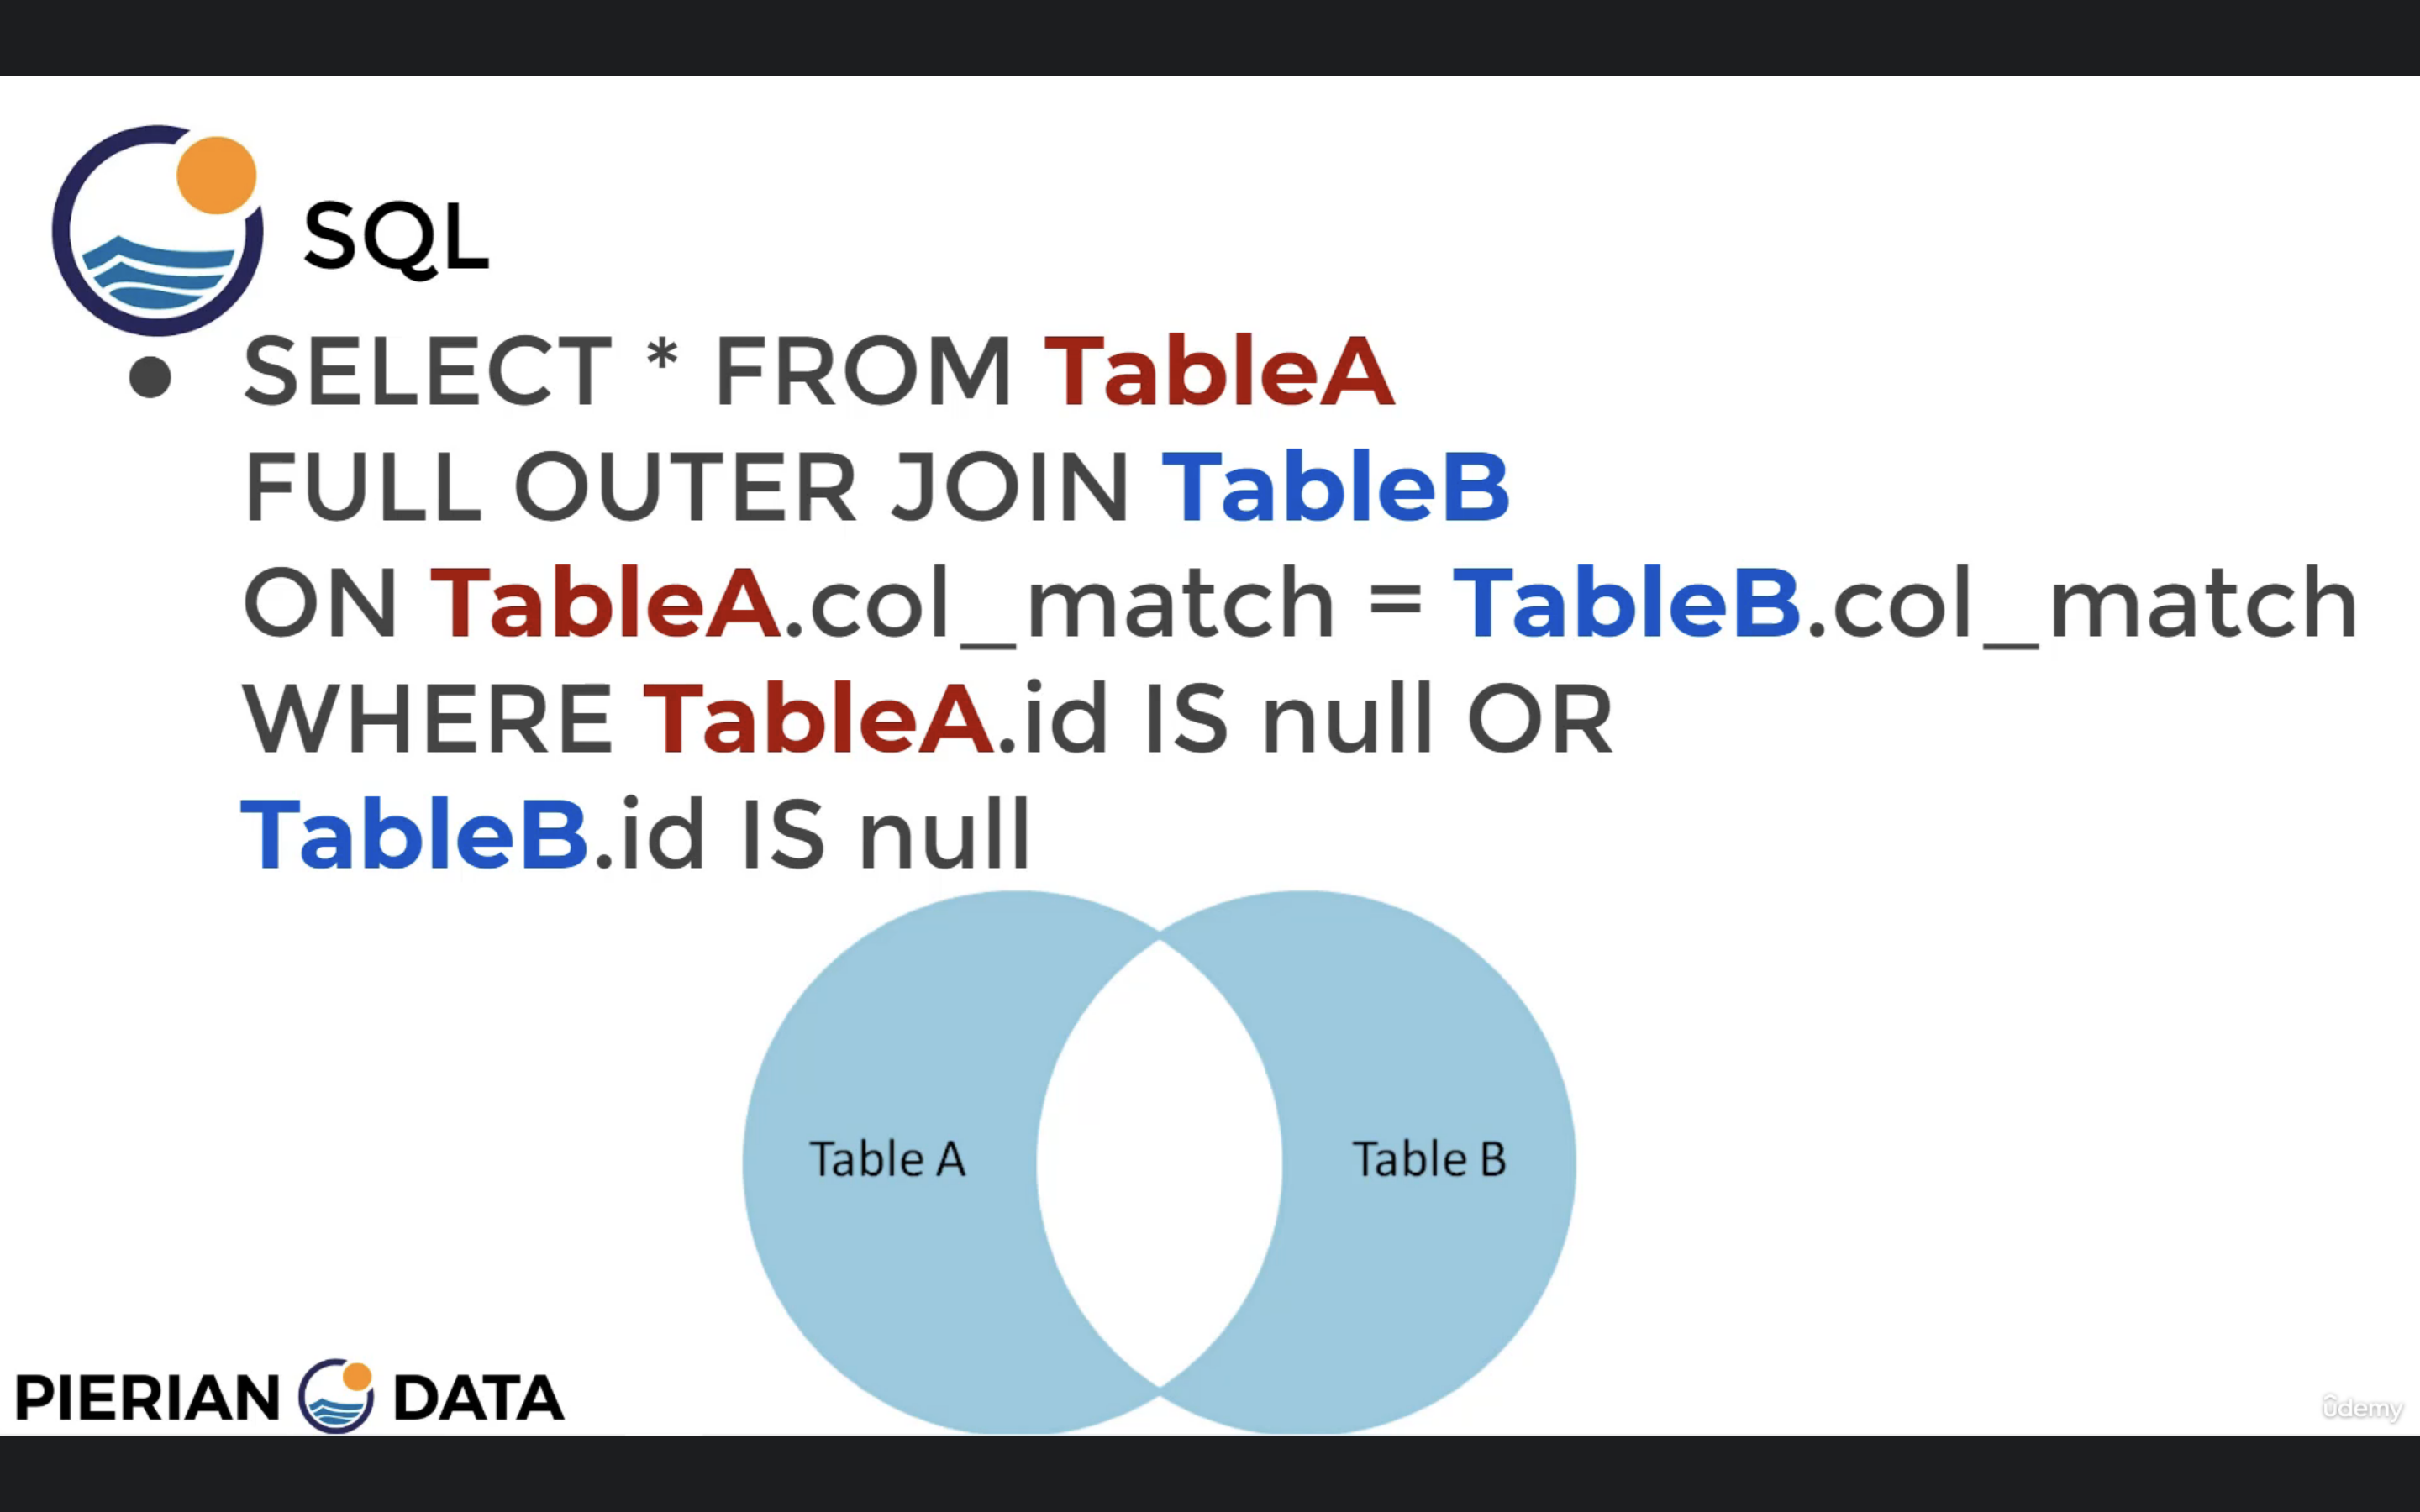 SQL
• SELECT * FROM TableA
FULL OUTER JOIN TableB
ON TableA.col_match = TableB.col_match
WHERE TableA.id IS null OR
TableB.id IS null
Table A
Table B
PIERIAN DATA
ûdemy